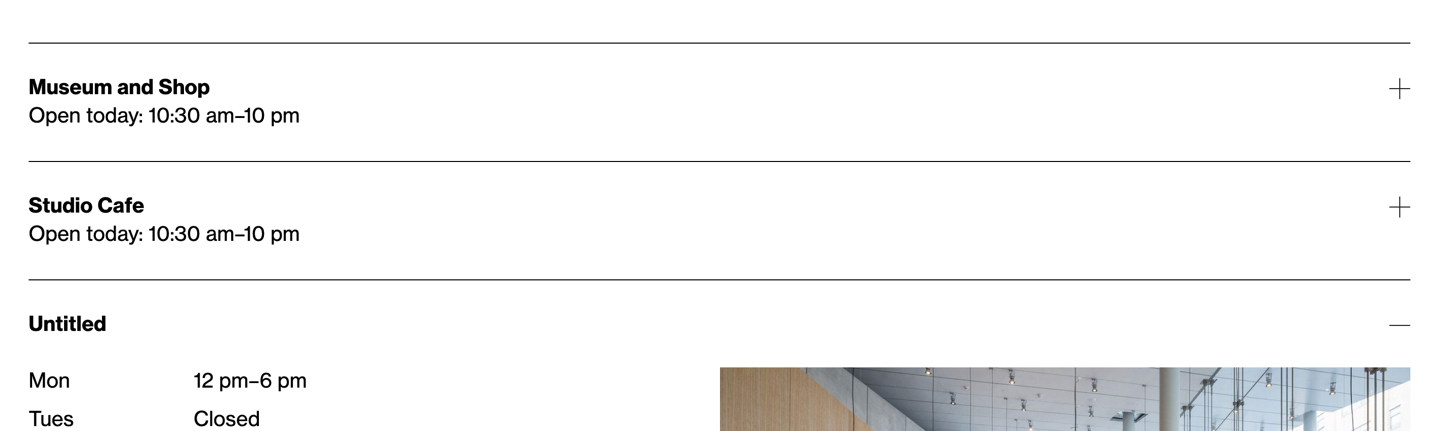 Museum and Shop
Open today: 10:30 am–10 pm
Studio Cafe
Open today: 10:30 am–10 pm
Untitled
Mon 12 pm–6 pm
Tues Closed